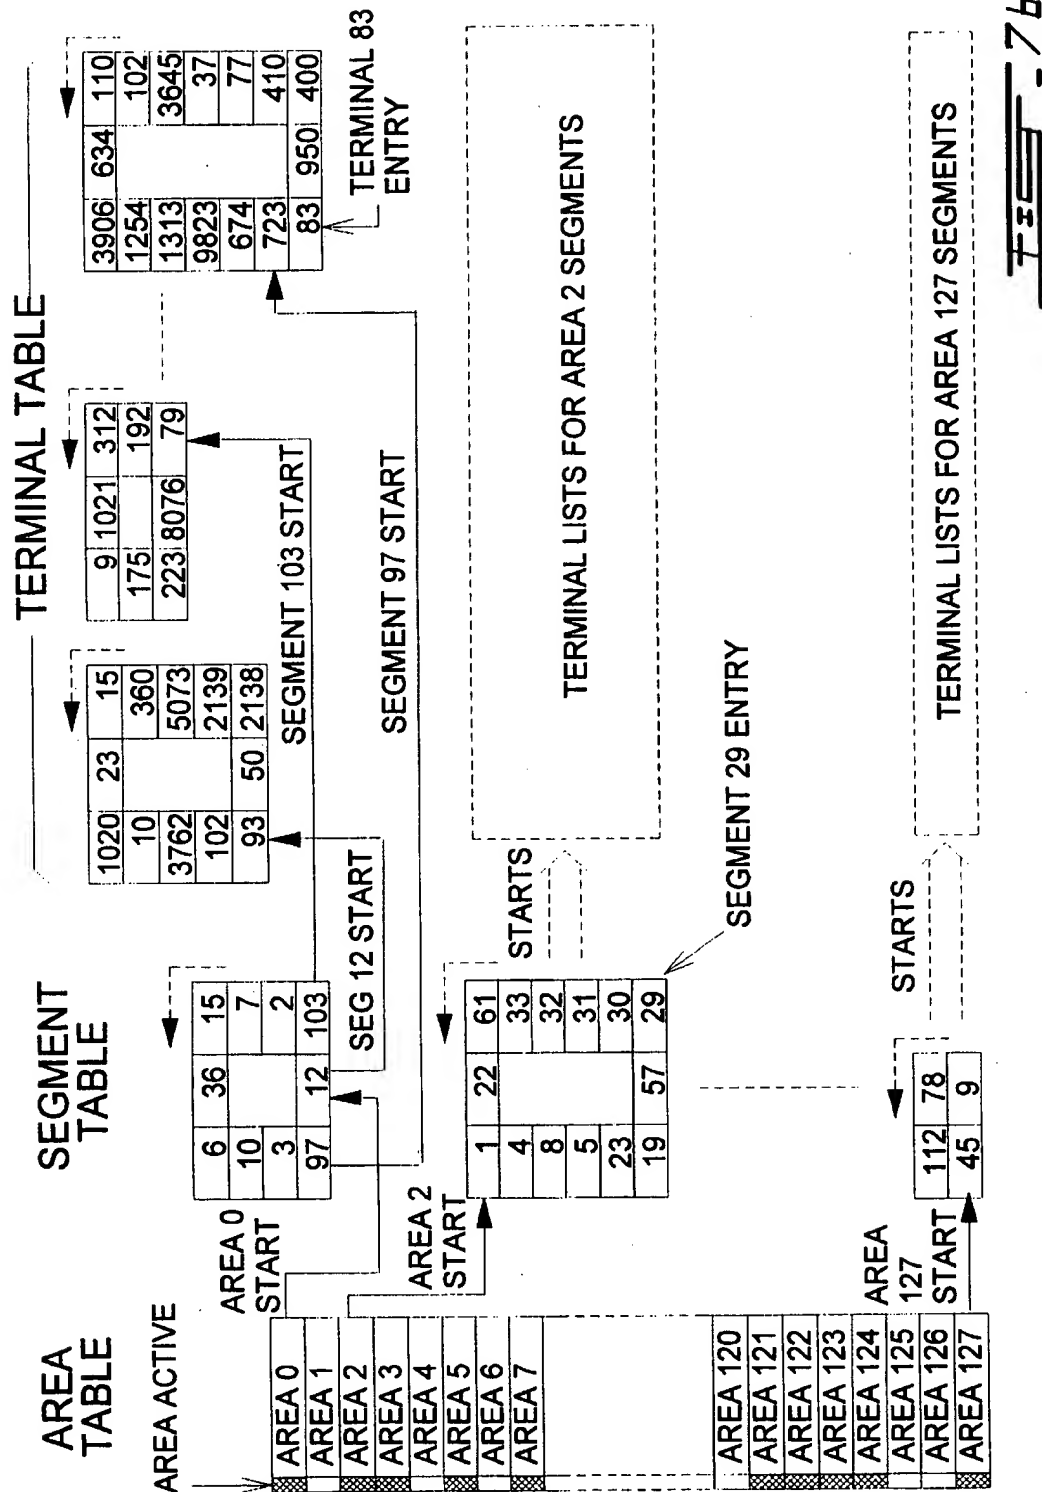 AREA
TABLE
SEGMENT
TABLE
TERMINAL TABLE
AREA ACTIVE
AREA 0
AREA 1
AREA 2
AREA 3
AREA 4
AREA 5
AREA 6
AREA 7
AREA 120
AREA 121
AREA 122
AREA 123
AREA 124
AREA 125
AREA 126
AREA 127
AREA 0
START
6 36 15
10 7
3 2
97 12 103
SEG 12 START
SEGMENT 103 START
SEGMENT 97 START
1020 23 15
10 360
3762 5073
102 2139
93 50 2138
9 1021 312
175 192
223 8076 79
3906 634 110
1254 102
1313 3645
9823 37
674 77
723 410
83 950 400
TERMINAL 83
ENTRY
AREA 2
START
1 22 61
4 33
8 32
5 31
23 30
19 57 29
STARTS
TERMINAL LISTS FOR AREA 2 SEGMENTS
SEGMENT 29 ENTRY
AREA
127
START
112 78
45 9
STARTS
TERMINAL LISTS FOR AREA 127 SEGMENTS
FIG-7b